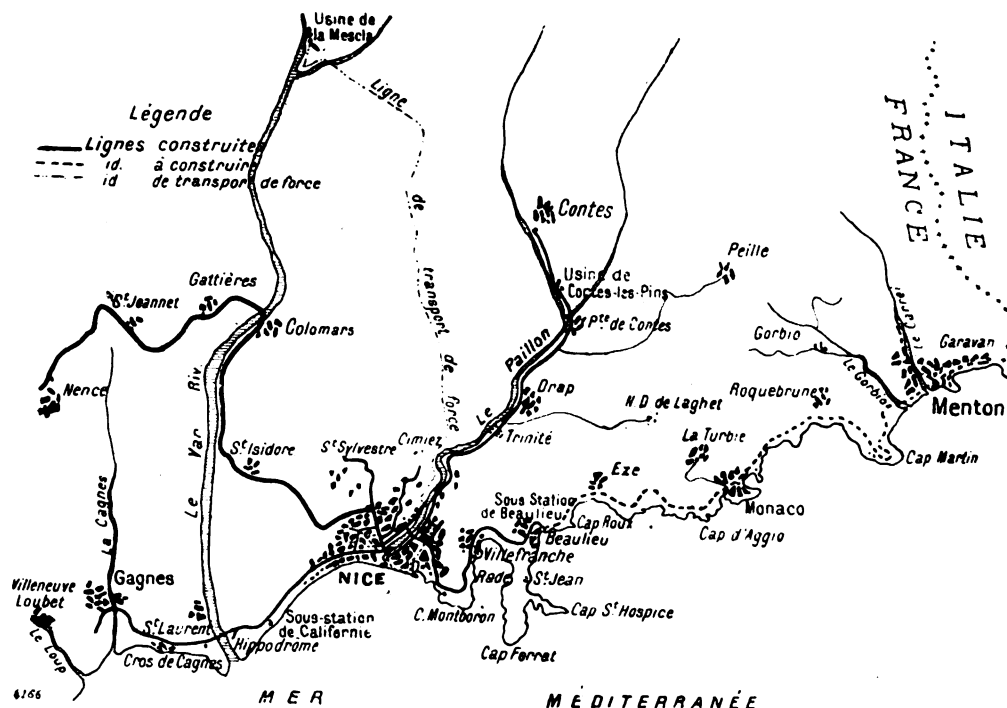 Usine de
la Mescla
Légende
Lignes construites
id. à construire
id de transport de force
Ligne
de
transport
de
force
ITALIE
FRANCE
Contes
Peille
Usine de
Contes-les-Pins
Pte de Contes
Gattières
St Jeannet
Colomars
Nence
Le Var Riv.
Le Paillon
Drap
Trinité
N D de Laghet
Gorbio
Le Gorbio
Le Careï
Garavan
Menton
Roquebrune
Cap Martin
La Turbie
Monaco
Cap d'Aggio
Eze
St Isidore
St Sylvestre
Cimiez
Sous Station
de Beaulieu
Cap Roux
Beaulieu
Villefranche
Rade
St Jean
Cap St Hospice
Cap Ferrat
C. Montboron
NICE
La Cagnes
Gagnes
Villeneuve
Loubet
Le Loup
St Laurent
Cros de Cagnes
Hippodrome
Sous-station
de Californie
4166
MER MÉDITERRANÉE